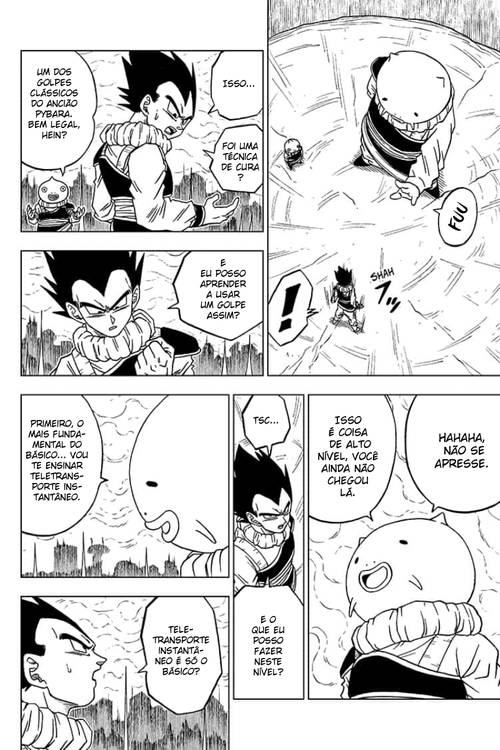 FUU
SHAH
ッ
!
ISSO...
FOI UMA
TÉCNICA
DE CURA
?
UM DOS
GOLPES
CLÁSSICOS
DO ANCIÃO
PYBARA.
BEM LEGAL,
HEIN?
E
EU POSSO
APRENDER
A USAR
UM GOLPE
ASSIM?
HAHAHA,
NÃO SE
APRESSE.
ISSO
É COISA
DE ALTO
NÍVEL, VOCÊ
AINDA NÃO
CHEGOU
LÁ.
TSC...
E O
QUE EU
POSSO
FAZER
NESTE
NÍVEL?
PRIMEIRO, O
MAIS FUNDA-
MENTAL DO
BÁSICO... VOU
TE ENSINAR
TELETRANS-
PORTE INS-
TANTÂNEO.
TELE-
TRANSPORTE
INSTANTÂ-
NEO É SÓ O
BÁSICO?